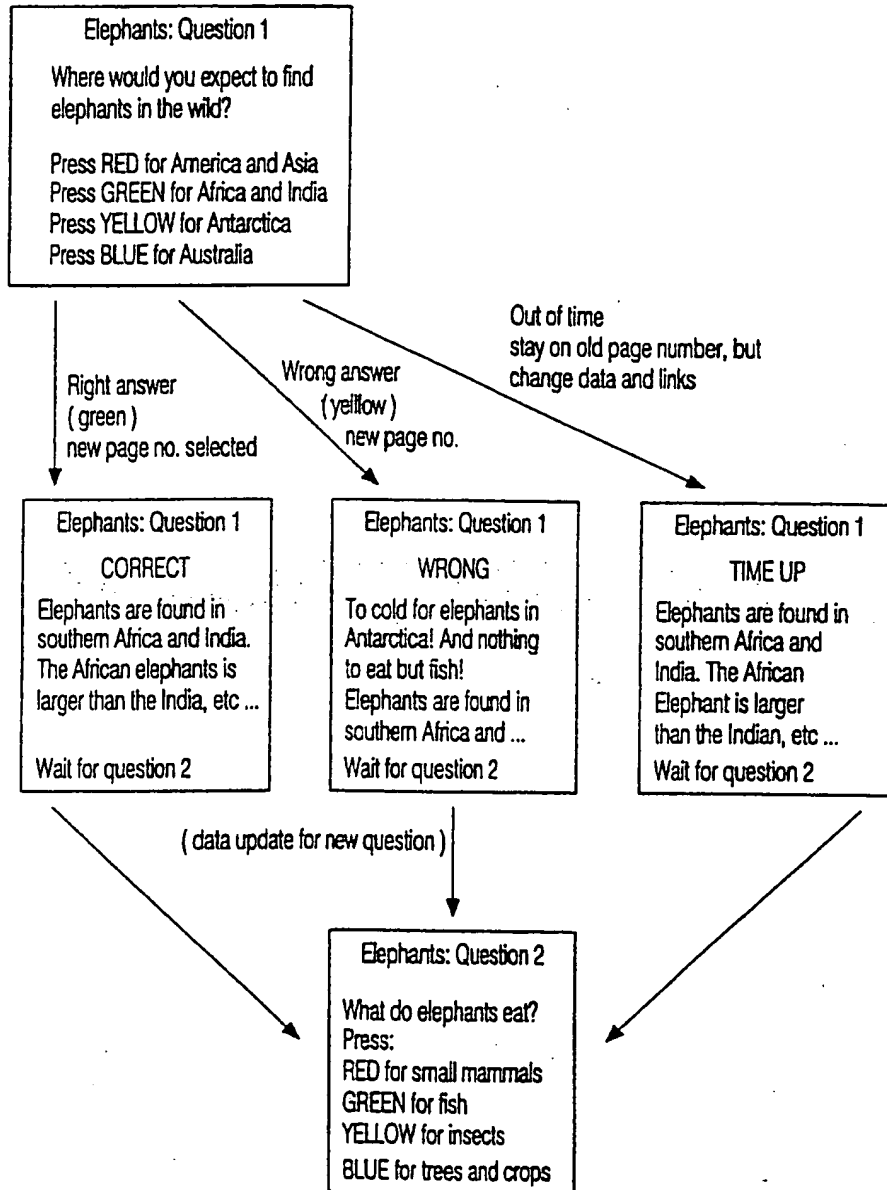 Elephants: Question 1
Where would you expect to find
elephants in the wild?
Press RED for America and Asia
Press GREEN for Africa and India
Press YELLOW for Antarctica
Press BLUE for Australia
Right answer
( green )
new page no. selected
Wrong answer
( yelllow )
new page no.
Out of time
stay on old page number, but
change data and links
Elephants: Question 1
CORRECT
Elephants are found in
southern Africa and India.
The African elephants is
larger than the India, etc ...
Wait for question 2
Elephants: Question 1
WRONG
To cold for elephants in
Antarctica! And nothing
to eat but fish!
Elephants are found in
southern Africa and ...
Wait for question 2
Elephants: Question 1
TIME UP
Elephants are found in
southern Africa and
India. The African
Elephant is larger
than the Indian, etc ...
Wait for question 2
( data update for new question )
Elephants: Question 2
What do elephants eat?
Press:
RED for small mammals
GREEN for fish
YELLOW for insects
BLUE for trees and crops